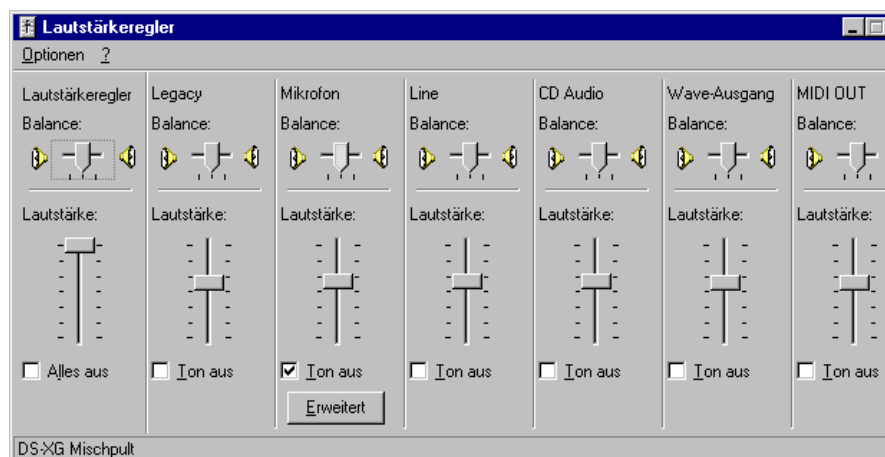 Lautstärkeregler
Optionen ?
Lautstärkeregler Legacy Mikrofon Line CD Audio Wave-Ausgang MIDI OUT
Balance: Balance: Balance: Balance: Balance: Balance: Balance:
Lautstärke: Lautstärke: Lautstärke: Lautstärke: Lautstärke: Lautstärke: Lautstärke:
Alles aus Ton aus Ton aus Ton aus Ton aus Ton aus Ton aus
Erweitert
DS-XG Mischpult